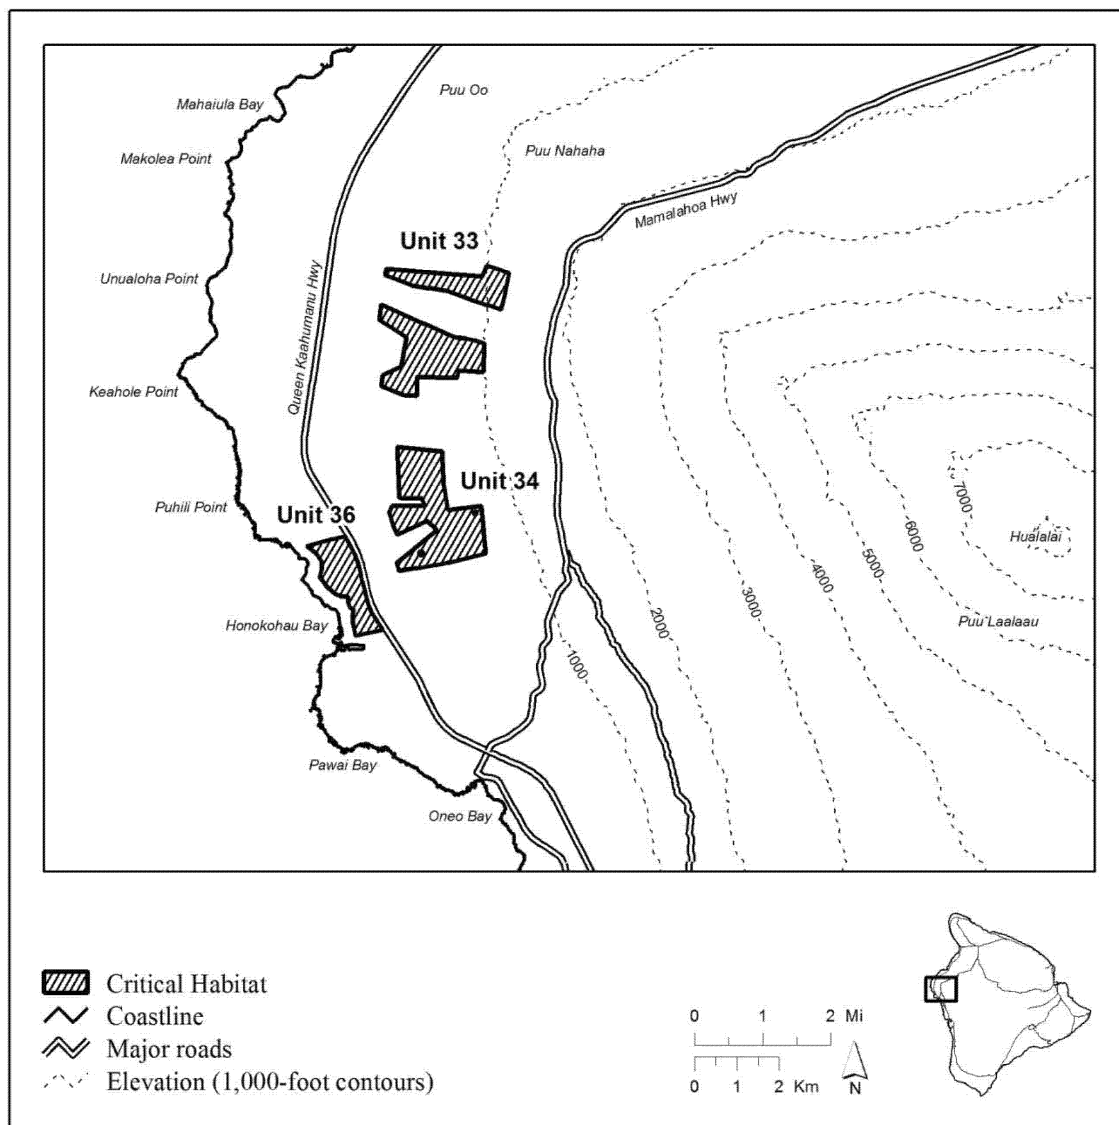 Puu Oo
Mahaiula Bay
Puu Nahaha
Makolea Point
Mamalahoa Hwy
Unit 33
Unualoha Point
Queen Kaahumanu Hwy
Keahole Point
Unit 34
7000
Puhili Point
Unit 36
6000
Hualalai
5000
4000
3000
2000
Honokohau Bay
Puu Laalaau
1000
Pawai Bay
Oneo Bay
Critical Habitat
Coastline
Major roads
Elevation (1,000-foot contours)
0 1 2 Mi
0 1 2 Km
N